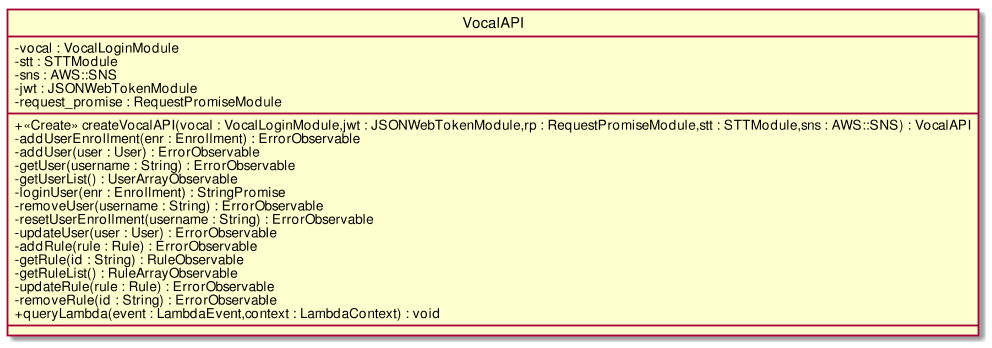 VocalAPI
-vocal : VocalLoginModule
-stt : STTModule
-sns : AWS::SNS
-jwt : JSONWebTokenModule
-request_promise : RequestPromiseModule
+«Create» createVocalAPI(vocal : VocalLoginModule,jwt : JSONWebTokenModule,rp : RequestPromiseModule,stt : STTModule,sns : AWS::SNS) : VocalAPI
-addUserEnrollment(enr : Enrollment) : ErrorObservable
-addUser(user : User) : ErrorObservable
-getUser(username : String) : ErrorObservable
-getUserList() : UserArrayObservable
-loginUser(enr : Enrollment) : StringPromise
-removeUser(username : String) : ErrorObservable
-resetUserEnrollment(username : String) : ErrorObservable
-updateUser(user : User) : ErrorObservable
-addRule(rule : Rule) : ErrorObservable
-getRule(id : String) : RuleObservable
-getRuleList() : RuleArrayObservable
-updateRule(rule : Rule) : ErrorObservable
-removeRule(id : String) : ErrorObservable
+queryLambda(event : LambdaEvent,context : LambdaContext) : void